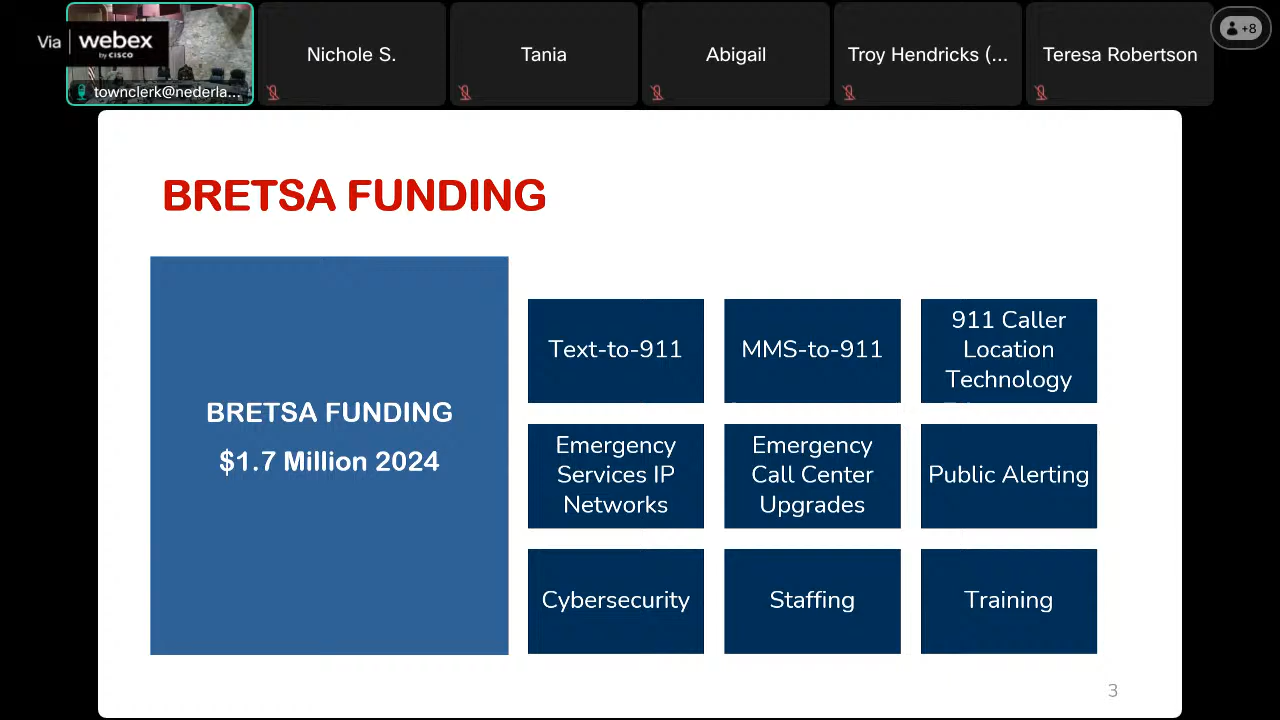 Via webex
by CISCO
townclerk@nederla...
Nichole S.
Tania
Abigail
Troy Hendricks (...
Teresa Robertson
+8
BRETSA FUNDING
BRETSA FUNDING
$1.7 Million 2024
Text-to-911
MMS-to-911
911 Caller
Location
Technology
Emergency
Services IP
Networks
Emergency
Call Center
Upgrades
Public Alerting
Cybersecurity
Staffing
Training
3